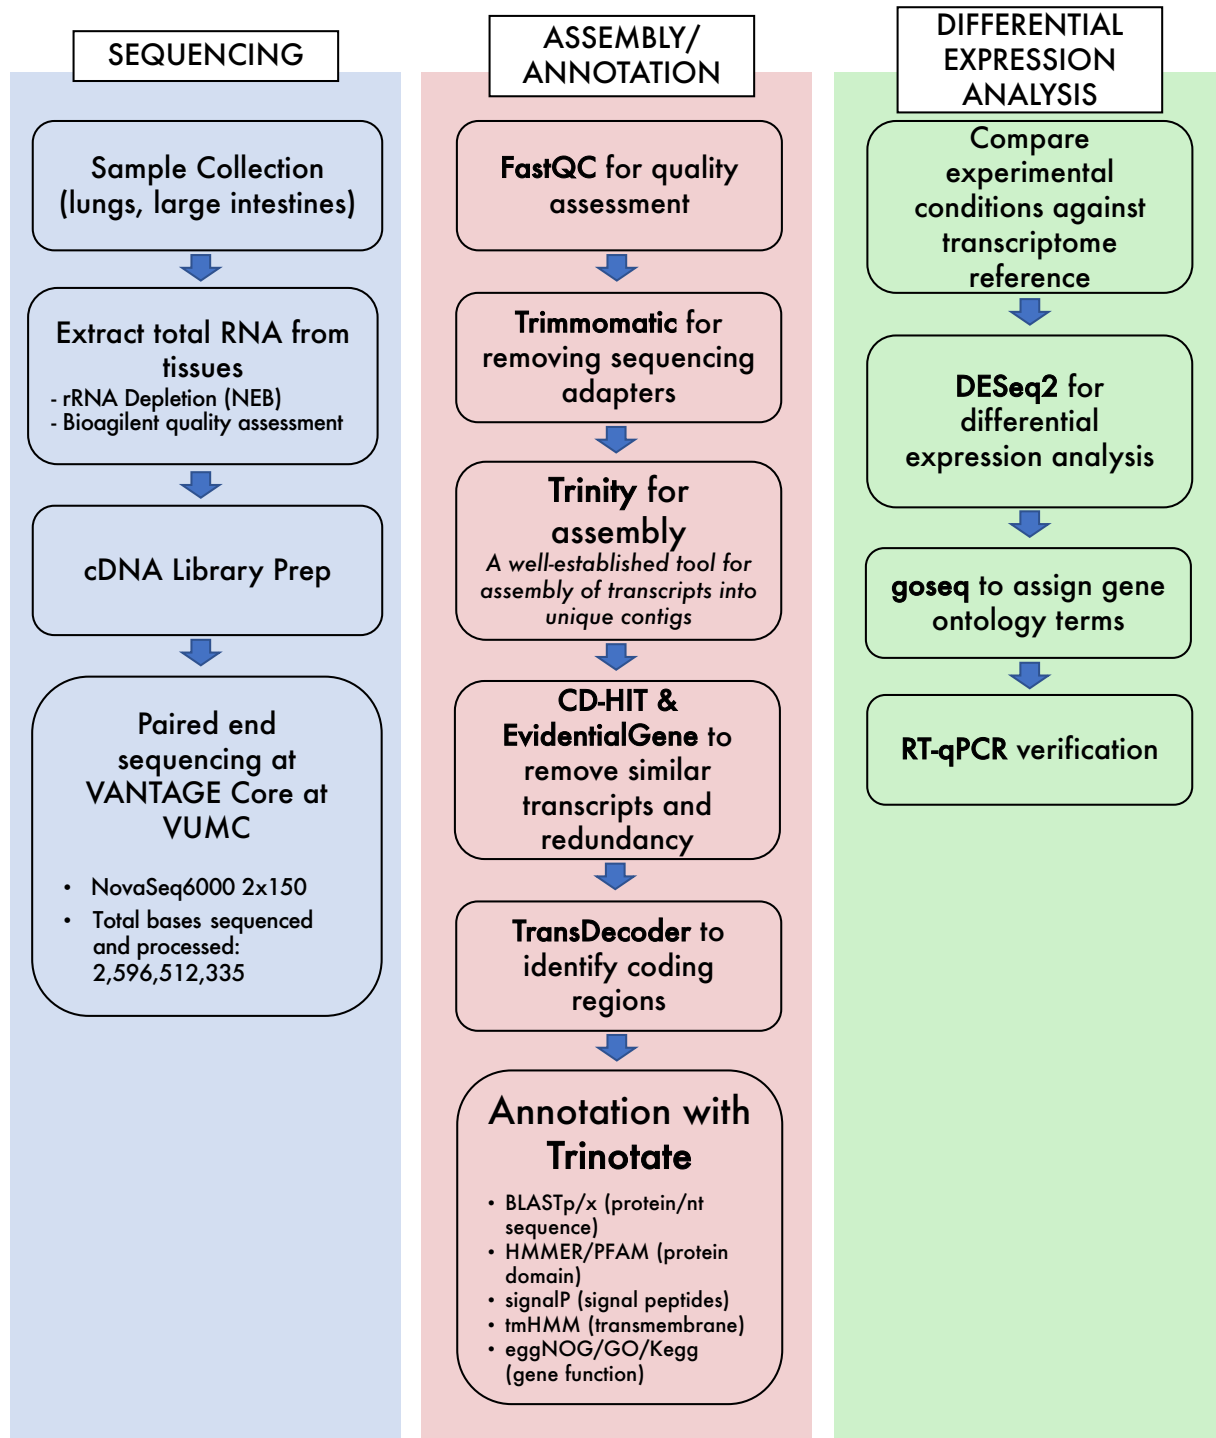 SEQUENCING
Sample Collection
(lungs, large intestines)
Extract total RNA from
tissues
- rRNA Depletion (NEB)
- Bioagilent quality assessment
cDNA Library Prep
Paired end
sequencing at
VANTAGE Core at
VUMC
• NovaSeq6000 2x150
• Total bases sequenced
and processed:
2,596,512,335
ASSEMBLY/
ANNOTATION
FastQC for quality
assessment
Trimmomatic for
removing sequencing
adapters
Trinity for
assembly
A well-established tool for
assembly of transcripts into
unique contigs
CD-HIT &
EvidentialGene to
remove similar
transcripts and
redundancy
TransDecoder to
identify coding
regions
Annotation with
Trinotate
• BLASTp/x (protein/nt
sequence)
• HMMER/PFAM (protein
domain)
• signalP (signal peptides)
• tmHMM (transmembrane)
• eggNOG/GO/Kegg
(gene function)
DIFFERENTIAL
EXPRESSION
ANALYSIS
Compare
experimental
conditions against
transcriptome
reference
DESeq2 for
differential
expression analysis
goseq to assign gene
ontology terms
RT-qPCR verification